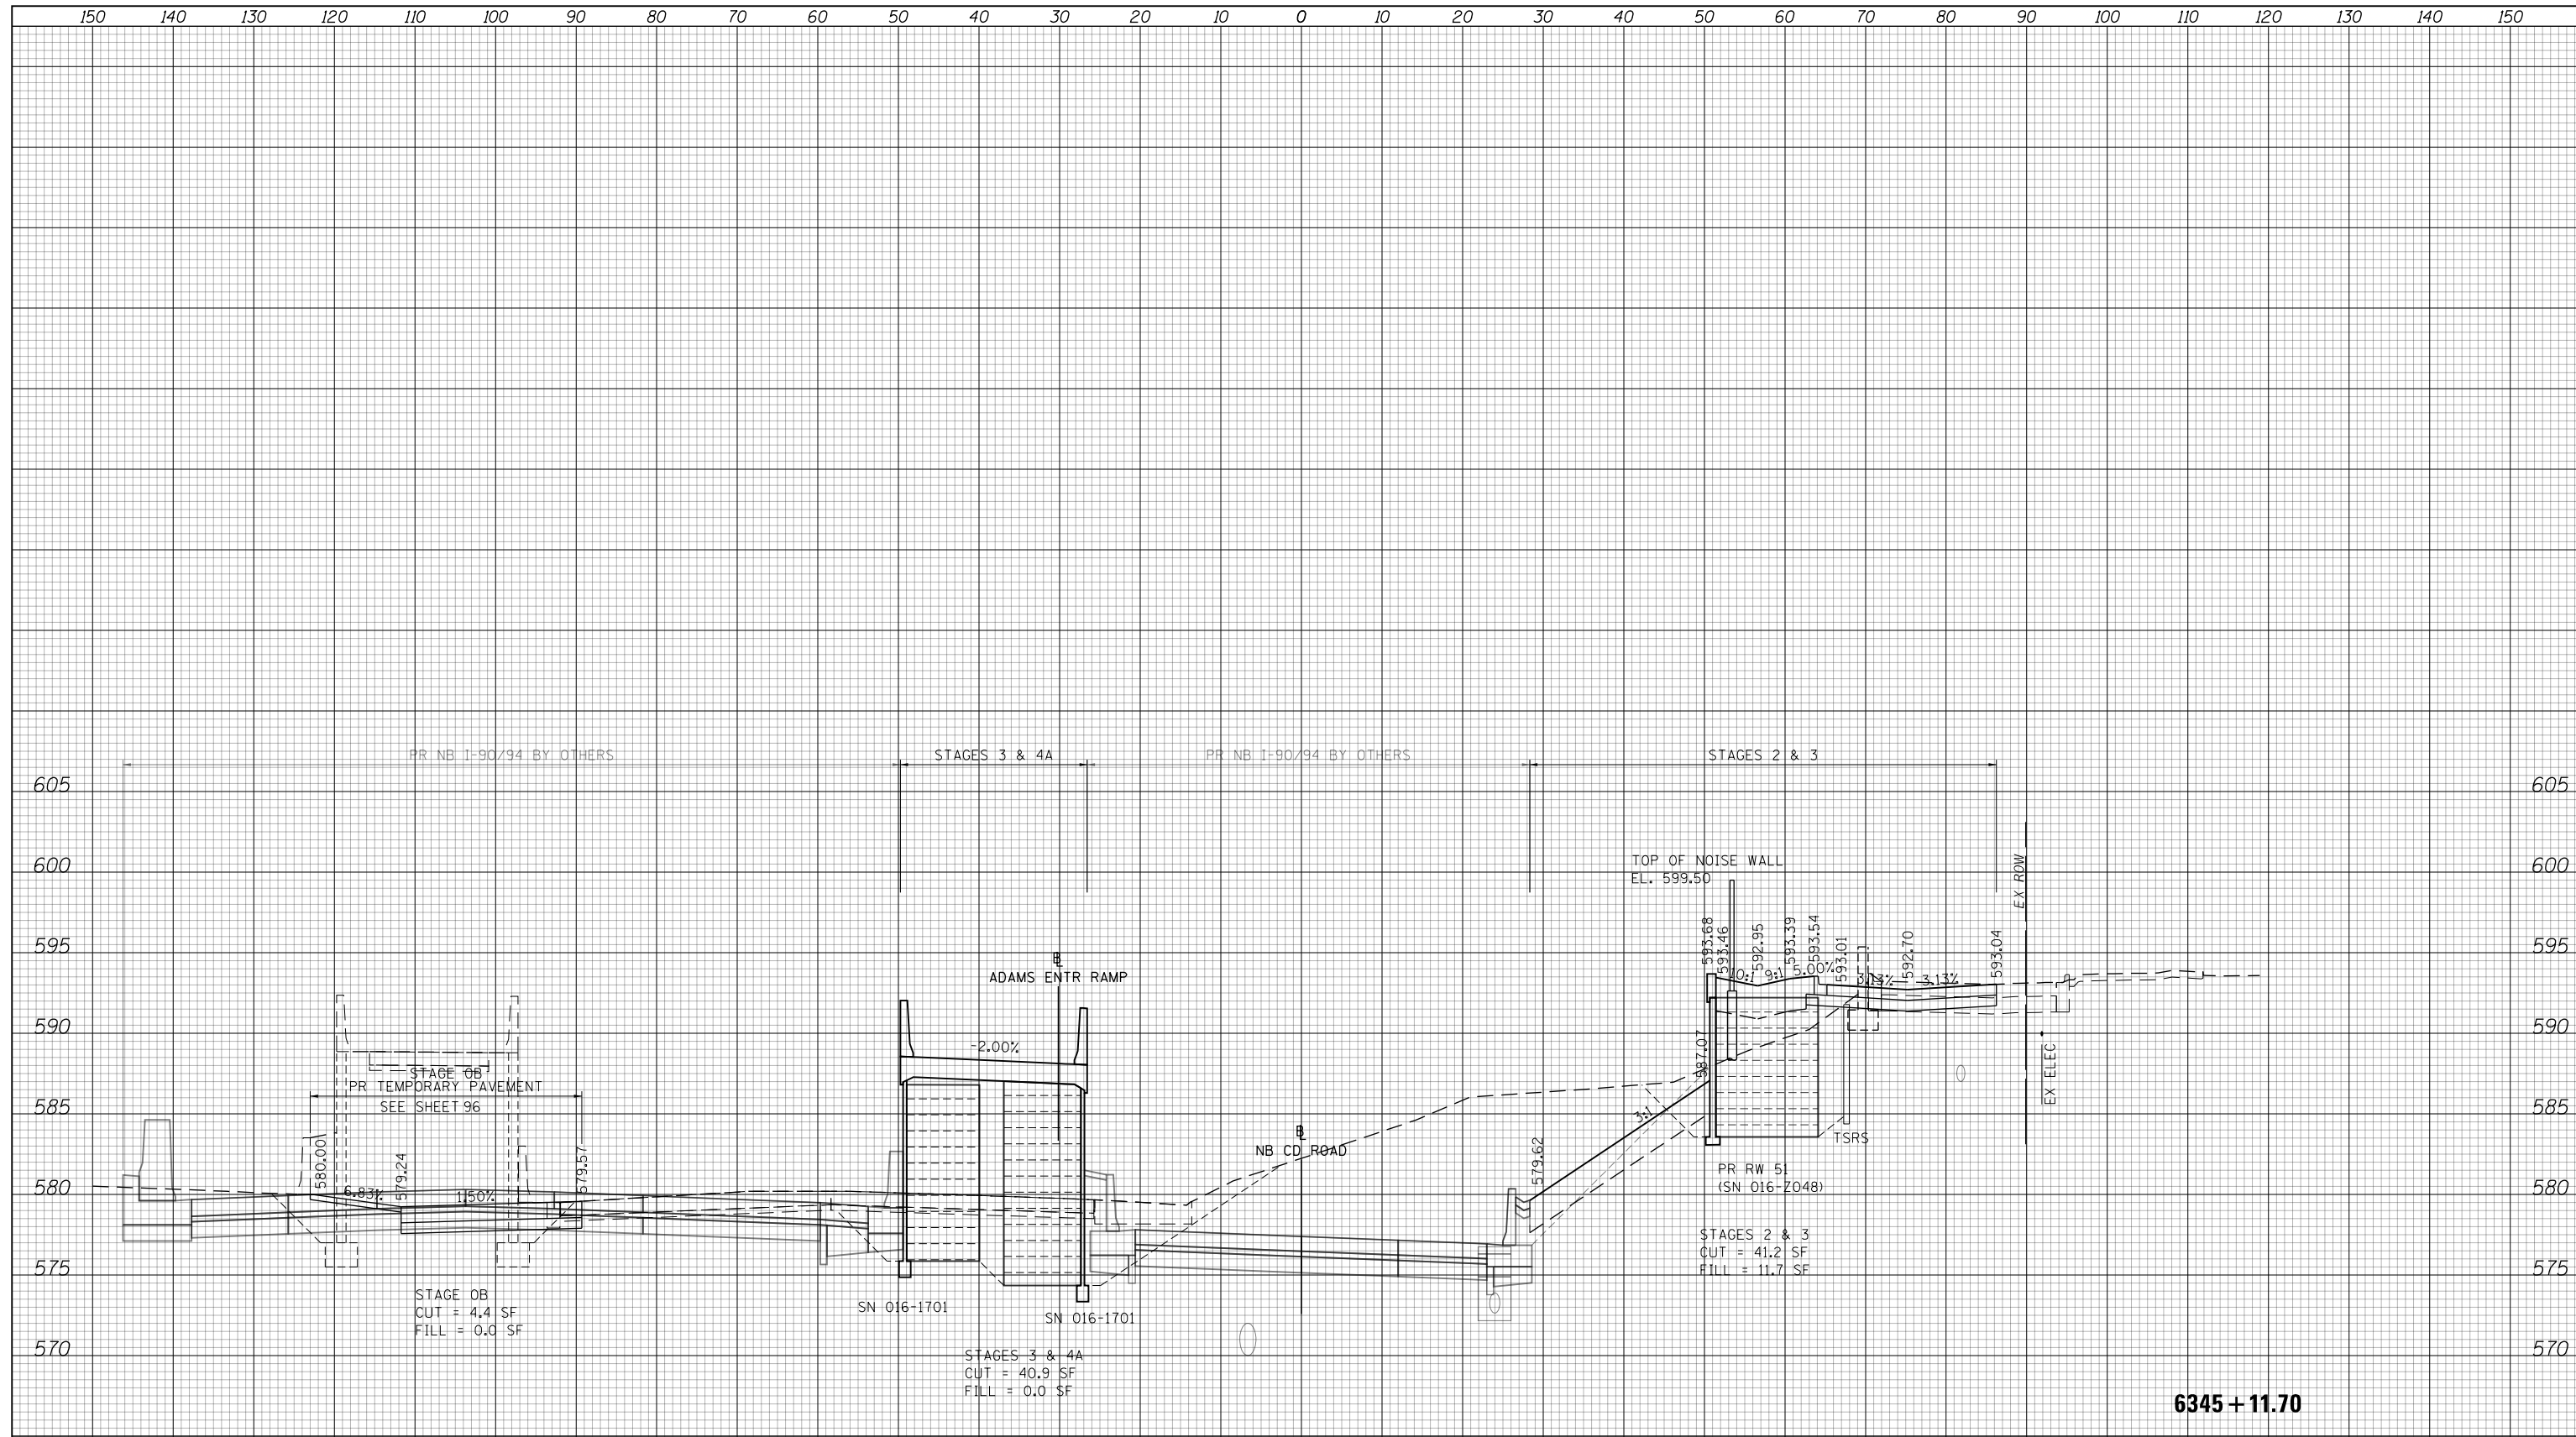 150 140 130 120 110 100 90 80 70 60 50 40 30 20 10 0 10 20 30 40 50 60 70 80 90 100 110 120 130 140 150
PR NB I-90/94 BY OTHERS
STAGES 3 & 4A
PR NB I-90/94 BY OTHERS
STAGES 2 & 3
605 605
600 600
595 595
590 590
585 585
580 580
575 575
570 570
TOP OF NOISE WALL
EL. 599.50
EX ROW
593.68
593.46
592.95
593.39
593.54
593.01
592.70
593.04
10:1
9:1
5.00%
3.13%
3.13%
℄
ADAMS ENTR RAMP
-2.00%
587.07
EX ELEC
STAGE 0B
PR TEMPORARY PAVEMENT
SEE SHEET 96
580.00
579.24
579.57
6.83%
1.50%
3:1
579.62
℄
NB CD ROAD
TSRS
PR RW 51
(SN 016-Z048)
STAGES 2 & 3
CUT = 41.2 SF
FILL = 11.7 SF
STAGE 0B
CUT = 4.4 SF
FILL = 0.0 SF
SN 016-1701
SN 016-1701
STAGES 3 & 4A
CUT = 40.9 SF
FILL = 0.0 SF
6345+11.70